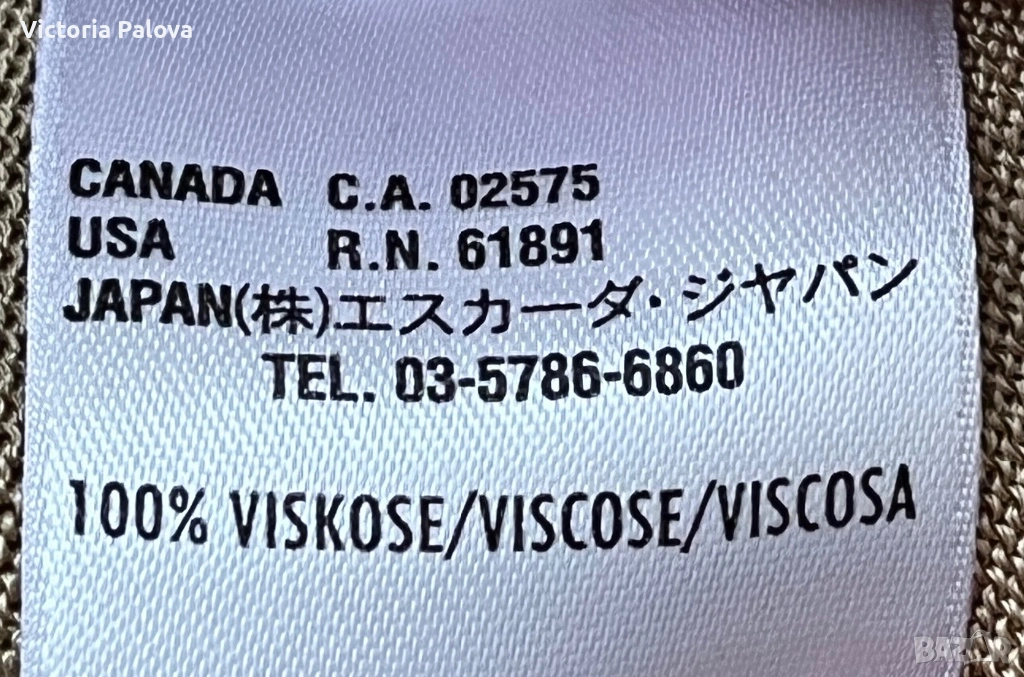 Victoria Palova
CANADA C.A. 02575
USA R.N. 61891
JAPAN(株)エスカーダ・ジャパン
TEL. 03-5786-6860
100% VISKOSE/VISCOSE/VISCOSA
BAZAR